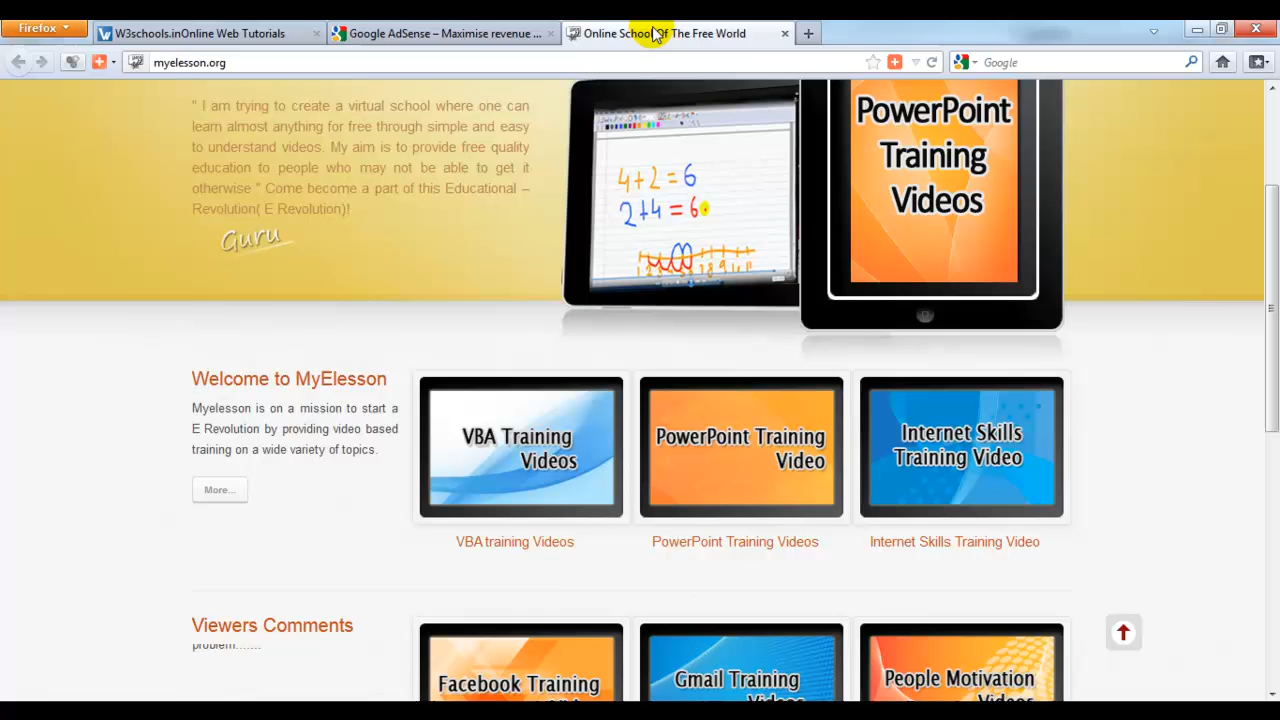 Firefox
W3schools.inOnline Web Tutorials
Google AdSense – Maximise revenue ...
Online School Of The Free World
myelesson.org
Google
" I am trying to create a virtual school where one can
learn almost anything for free through simple and easy
to understand videos. My aim is to provide free quality
education to people who may not be able to get it
otherwise " Come become a part of this Educational –
Revolution( E Revolution)!
Guru
4+2=6
2+4=6
PowerPoint
Training
Videos
Welcome to MyElesson
Myelesson is on a mission to start a
E Revolution by providing video based
training on a wide variety of topics.
More...
VBA Training
Videos
VBA training Videos
PowerPoint Training
Video
PowerPoint Training Videos
Internet Skills
Training Video
Internet Skills Training Video
Viewers Comments
problem.......
Facebook Training
Gmail Training
Videos
People Motivation
Videos